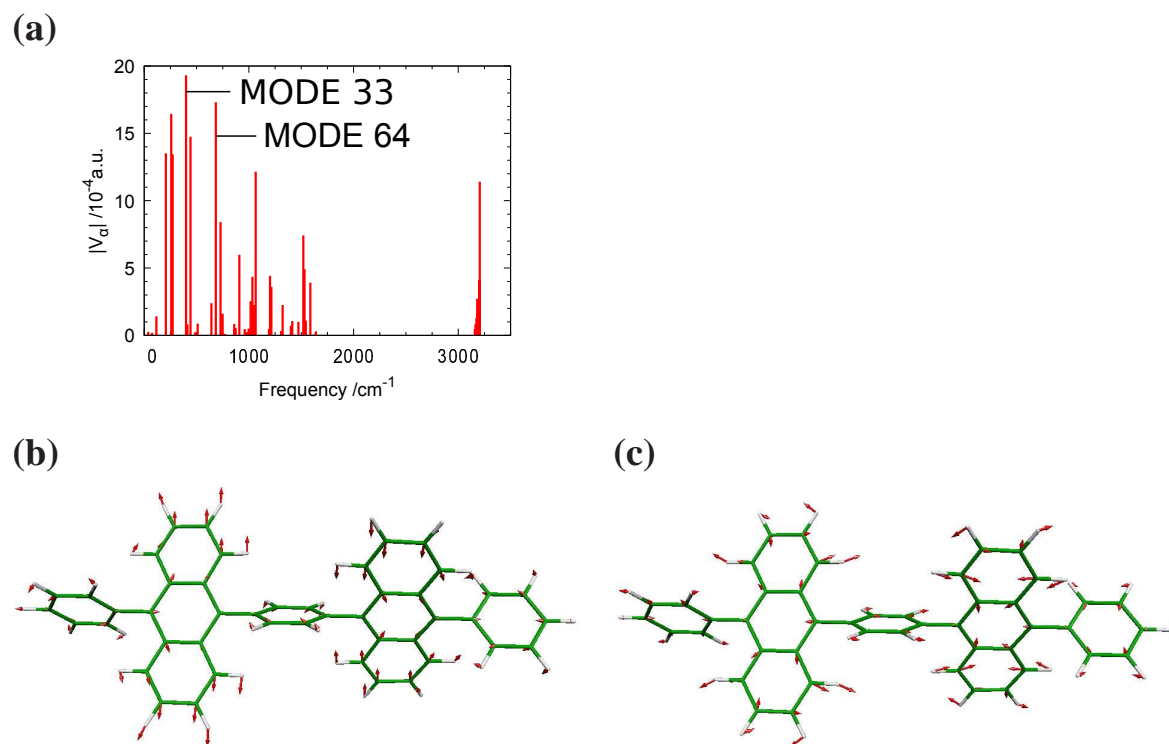 (a)
20
15
10
5
0
|Vα| /10⁻⁴a.u.
MODE 33
MODE 64
0 1000 2000 3000
Frequency /cm⁻¹
(b)
(c)